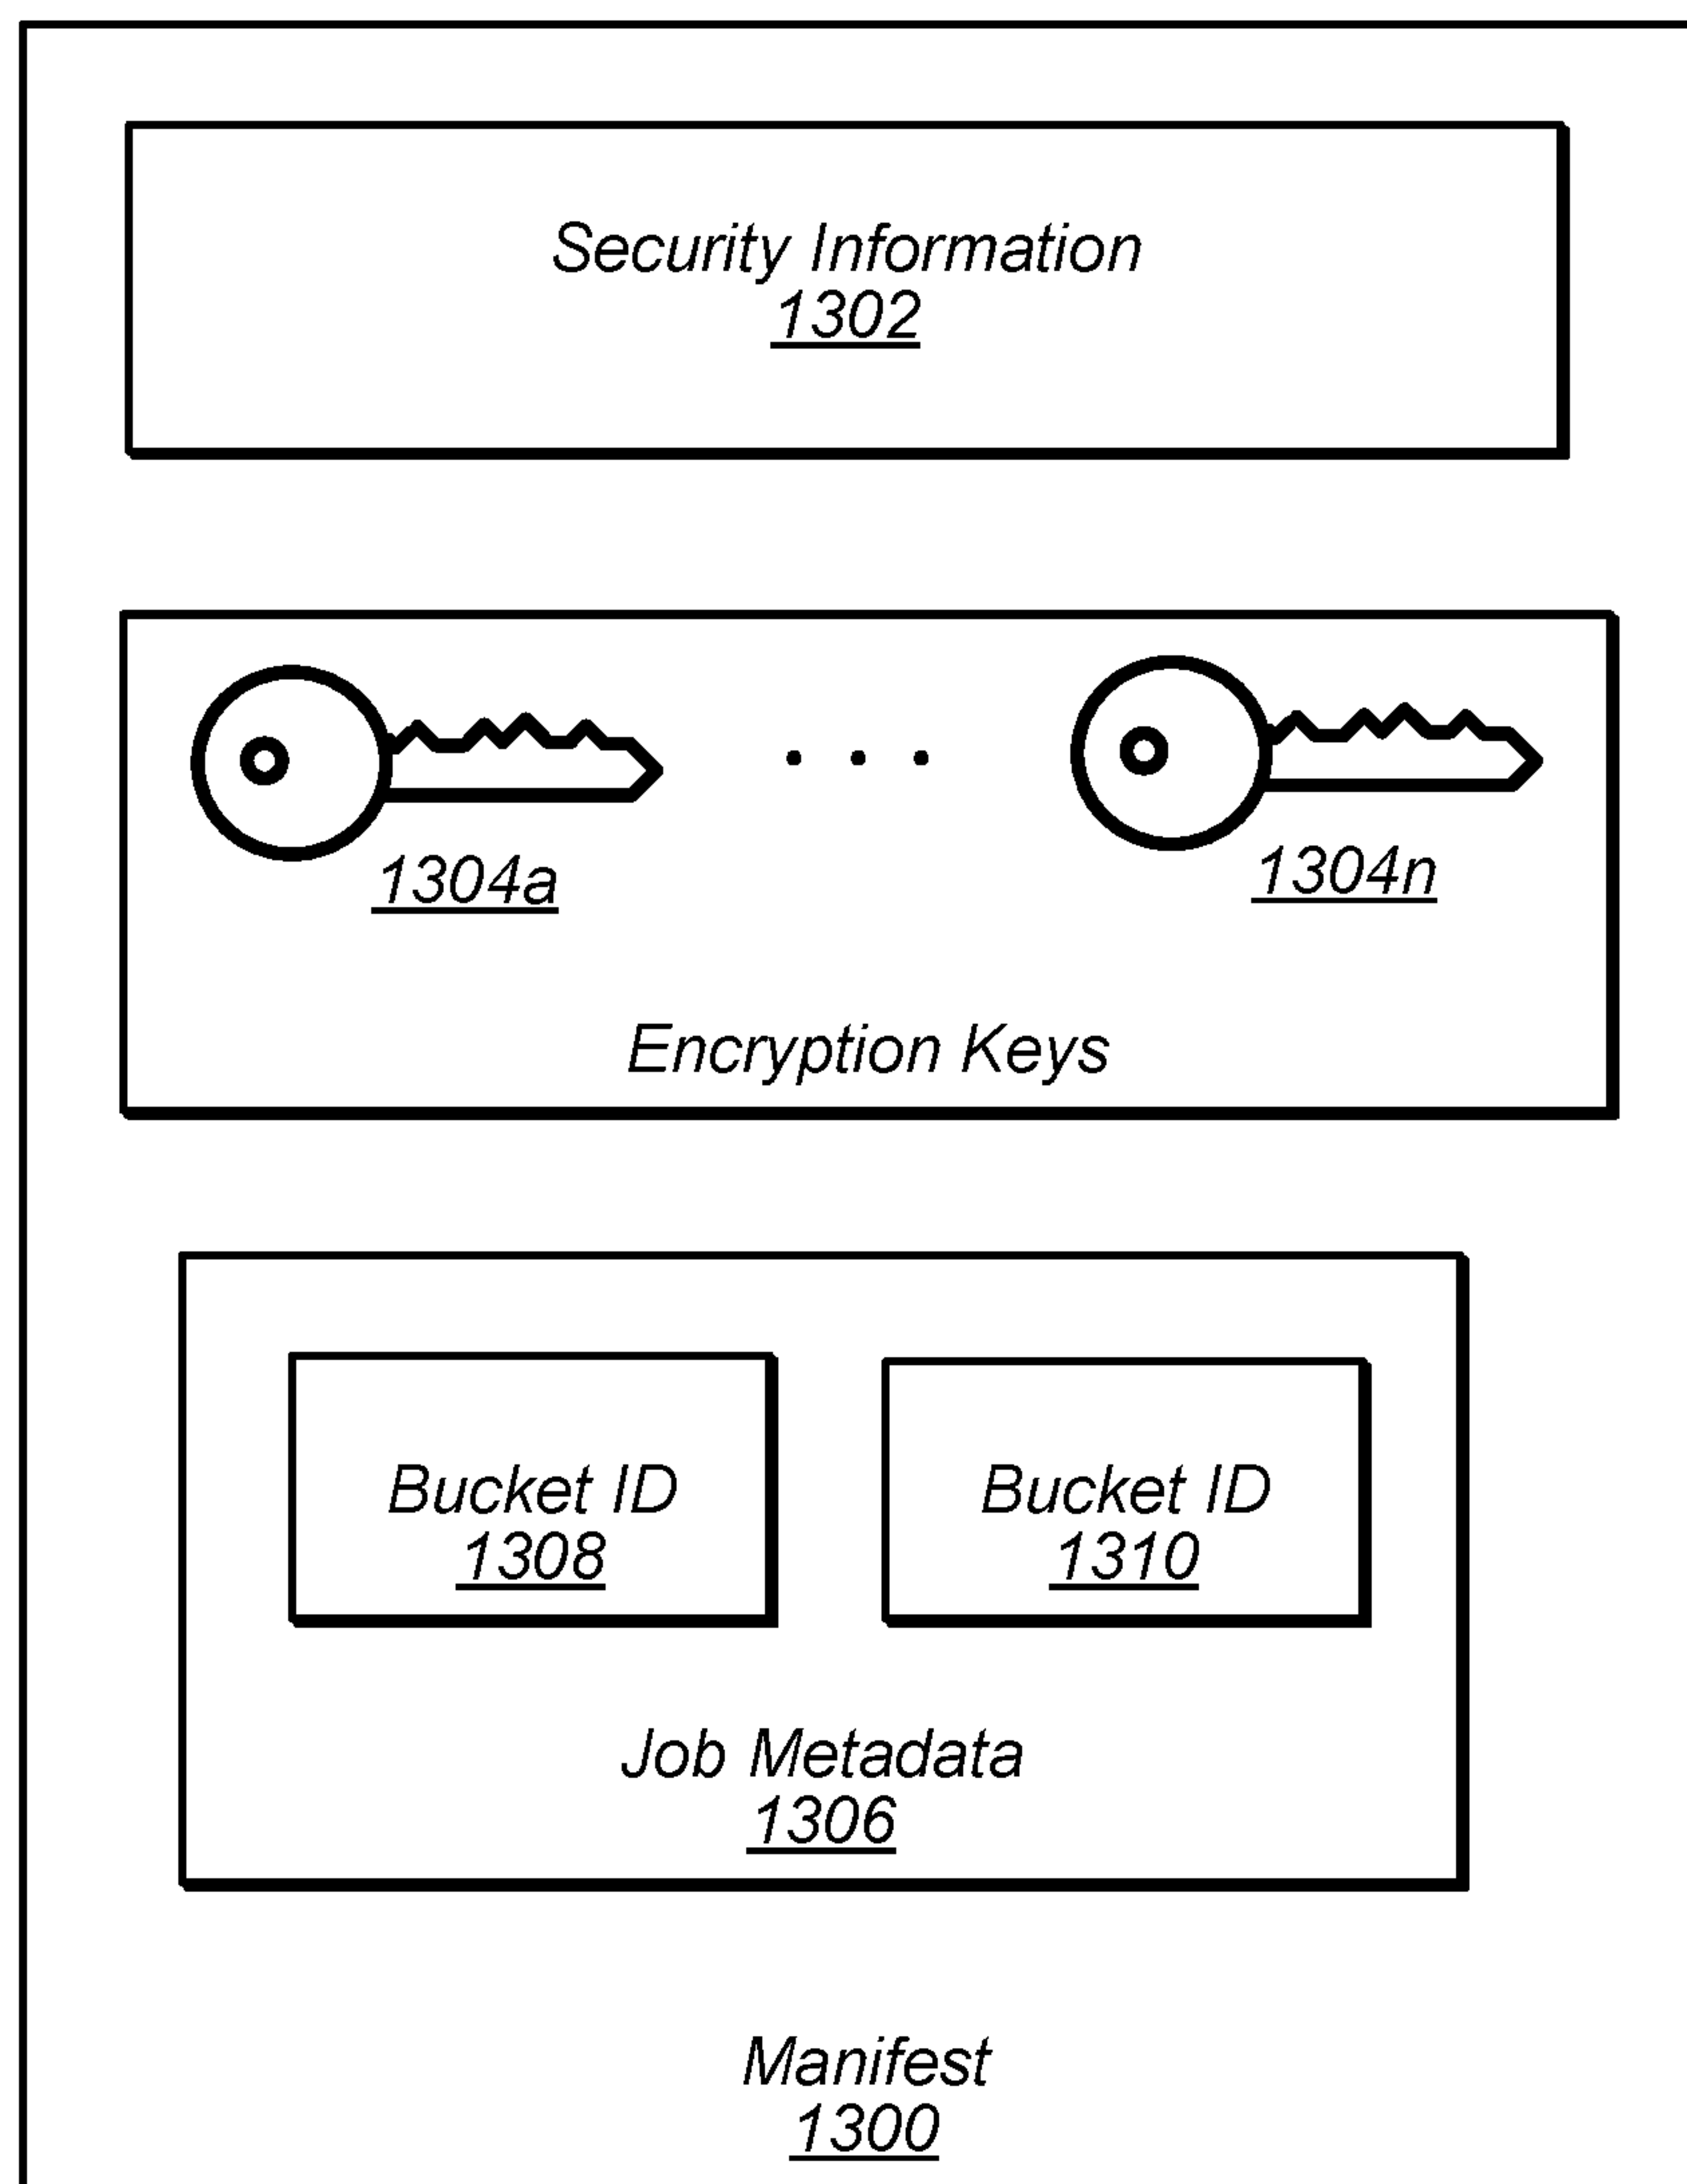 Security Information
1302
. . .
1304a
1304n
Encryption Keys
Bucket ID
1308
Bucket ID
1310
Job Metadata
1306
Manifest
1300